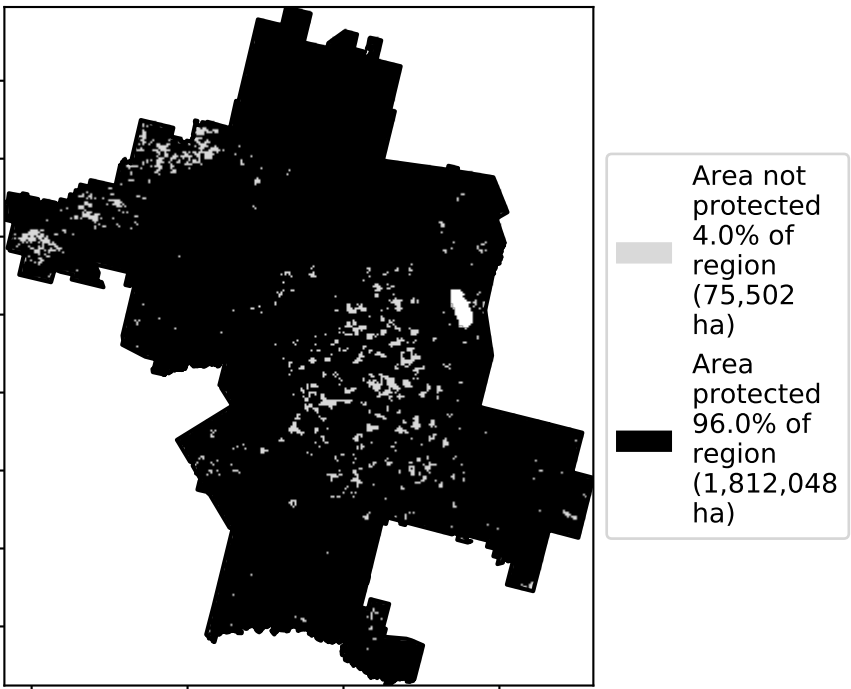 Area not
protected
4.0% of
region
(75,502
ha)
Area
protected
96.0% of
region
(1,812,048
ha)